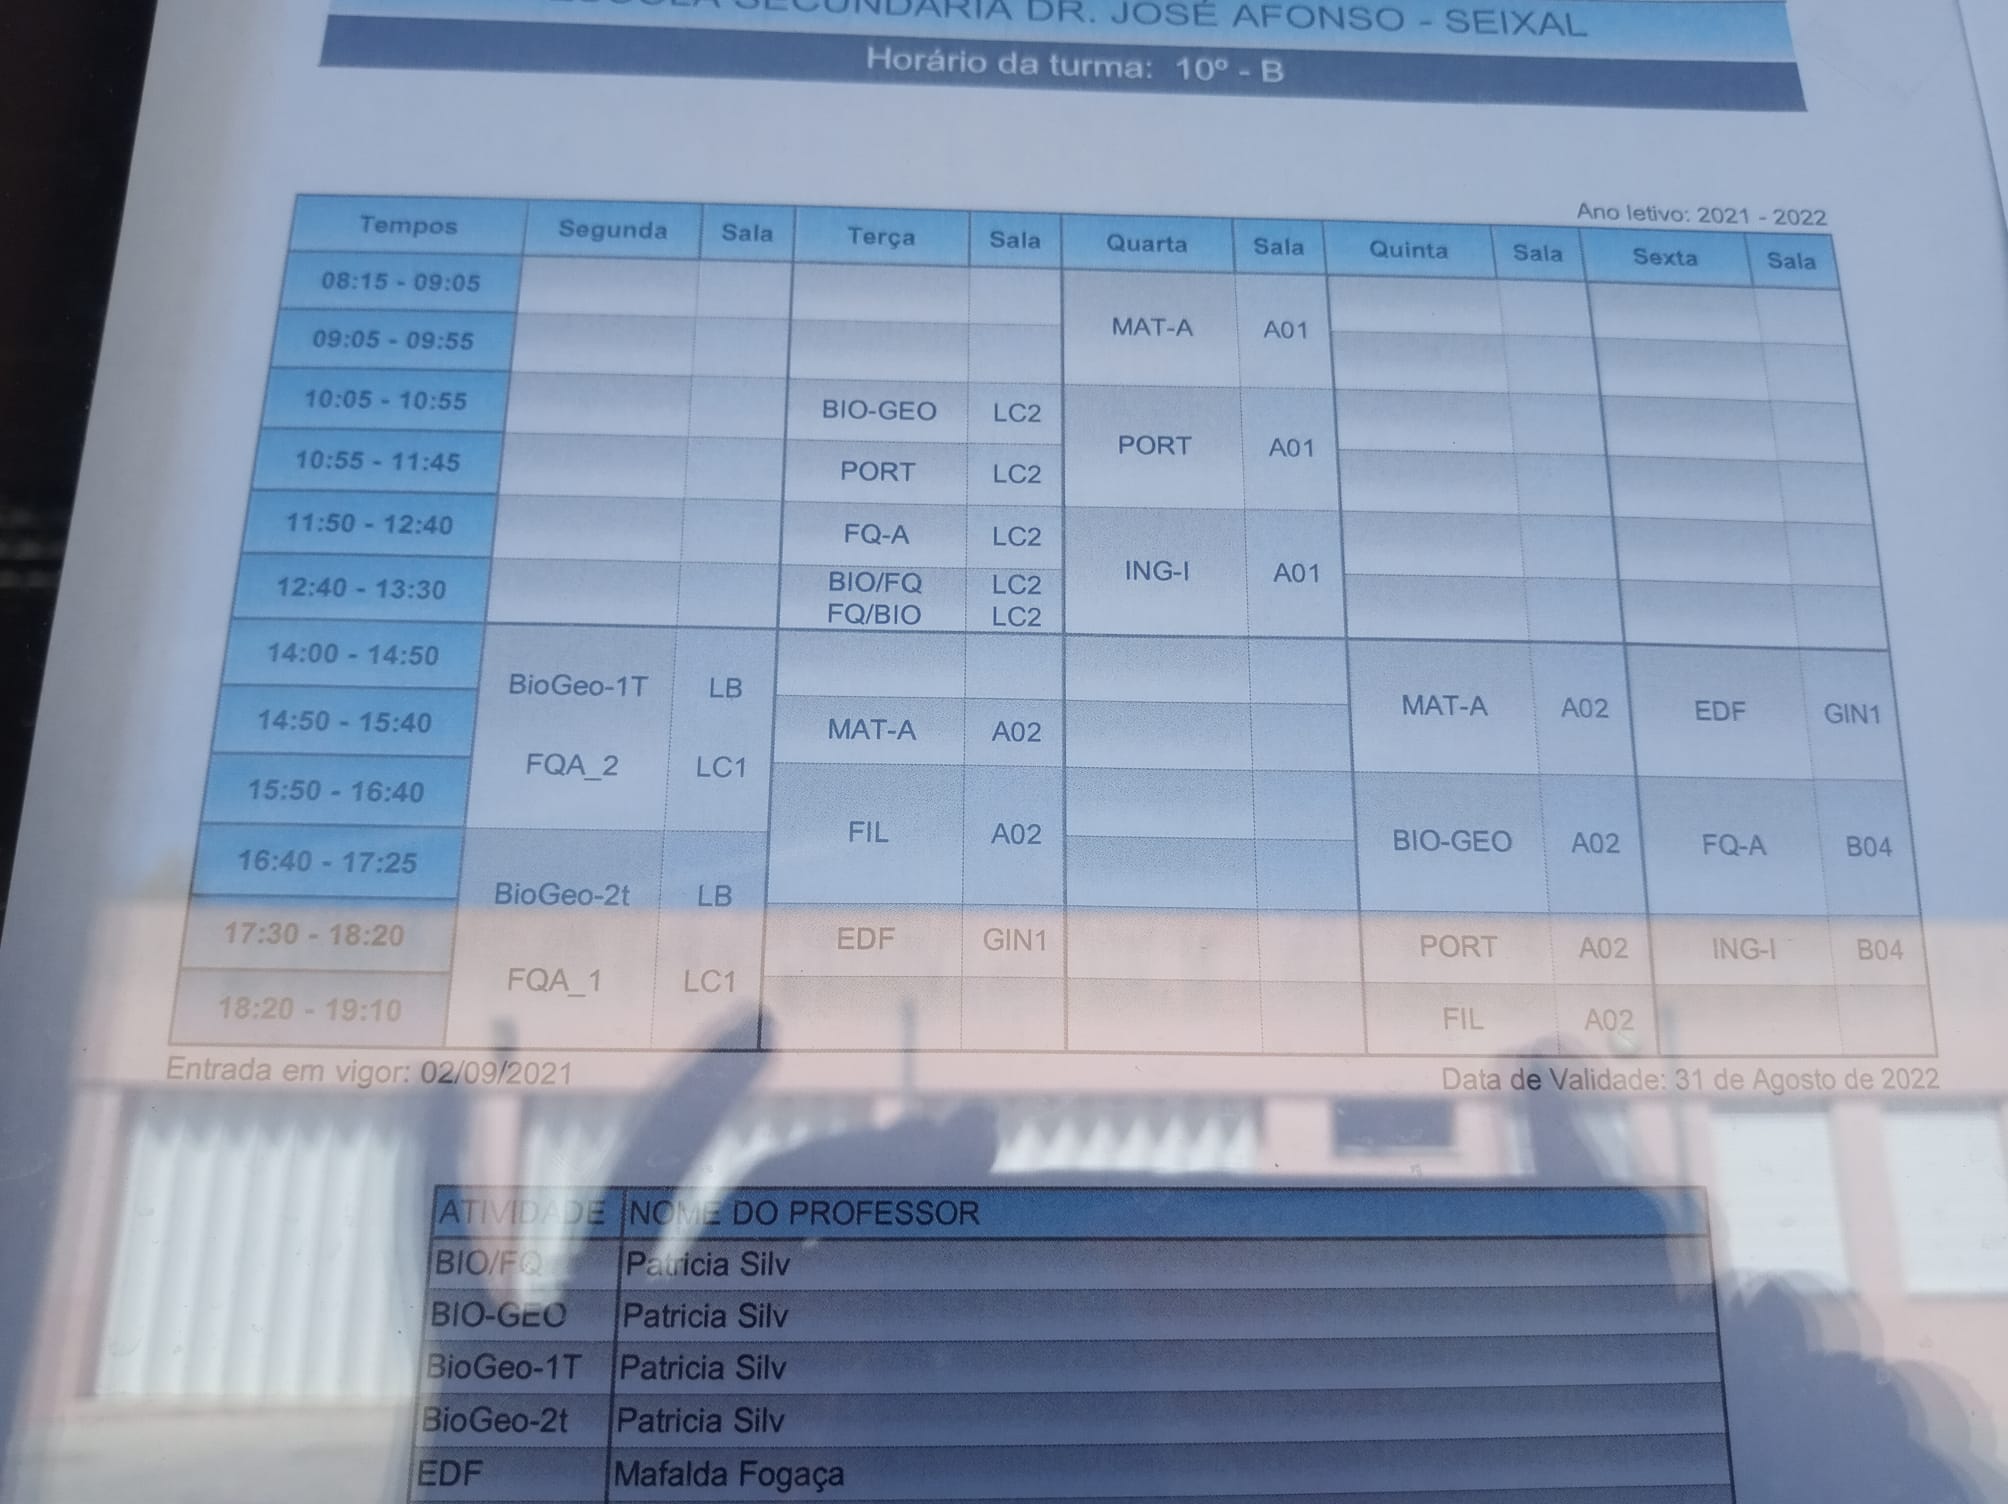 ESCOLA SECUNDÁRIA DR. JOSÉ AFONSO - SEIXAL
Horário da turma: 10º - B
Ano letivo: 2021 - 2022
Tempos Segunda Sala Terça Sala Quarta Sala Quinta Sala Sexta Sala
08:15 - 09:05
MAT-A A01
09:05 - 09:55
10:05 - 10:55 BIO-GEO LC2
PORT A01
10:55 - 11:45 PORT LC2
11:50 - 12:40 FQ-A LC2
ING-I A01
12:40 - 13:30 BIO/FQ LC2
FQ/BIO LC2
14:00 - 14:50
BioGeo-1T LB
MAT-A A02 EDF GIN1
14:50 - 15:40 MAT-A A02
FQA_2 LC1
15:50 - 16:40
FIL A02 BIO-GEO A02 FQ-A B04
16:40 - 17:25
BioGeo-2t LB
17:30 - 18:20 EDF GIN1 PORT A02 ING-I B04
FQA_1 LC1
18:20 - 19:10 FIL A02
Entrada em vigor: 02/09/2021
Data de Validade: 31 de Agosto de 2022
ATIVIDADE NOME DO PROFESSOR
BIO/FQ Patricia Silv
BIO-GEO Patricia Silv
BioGeo-1T Patricia Silv
BioGeo-2t Patricia Silv
EDF Mafalda Fogaça